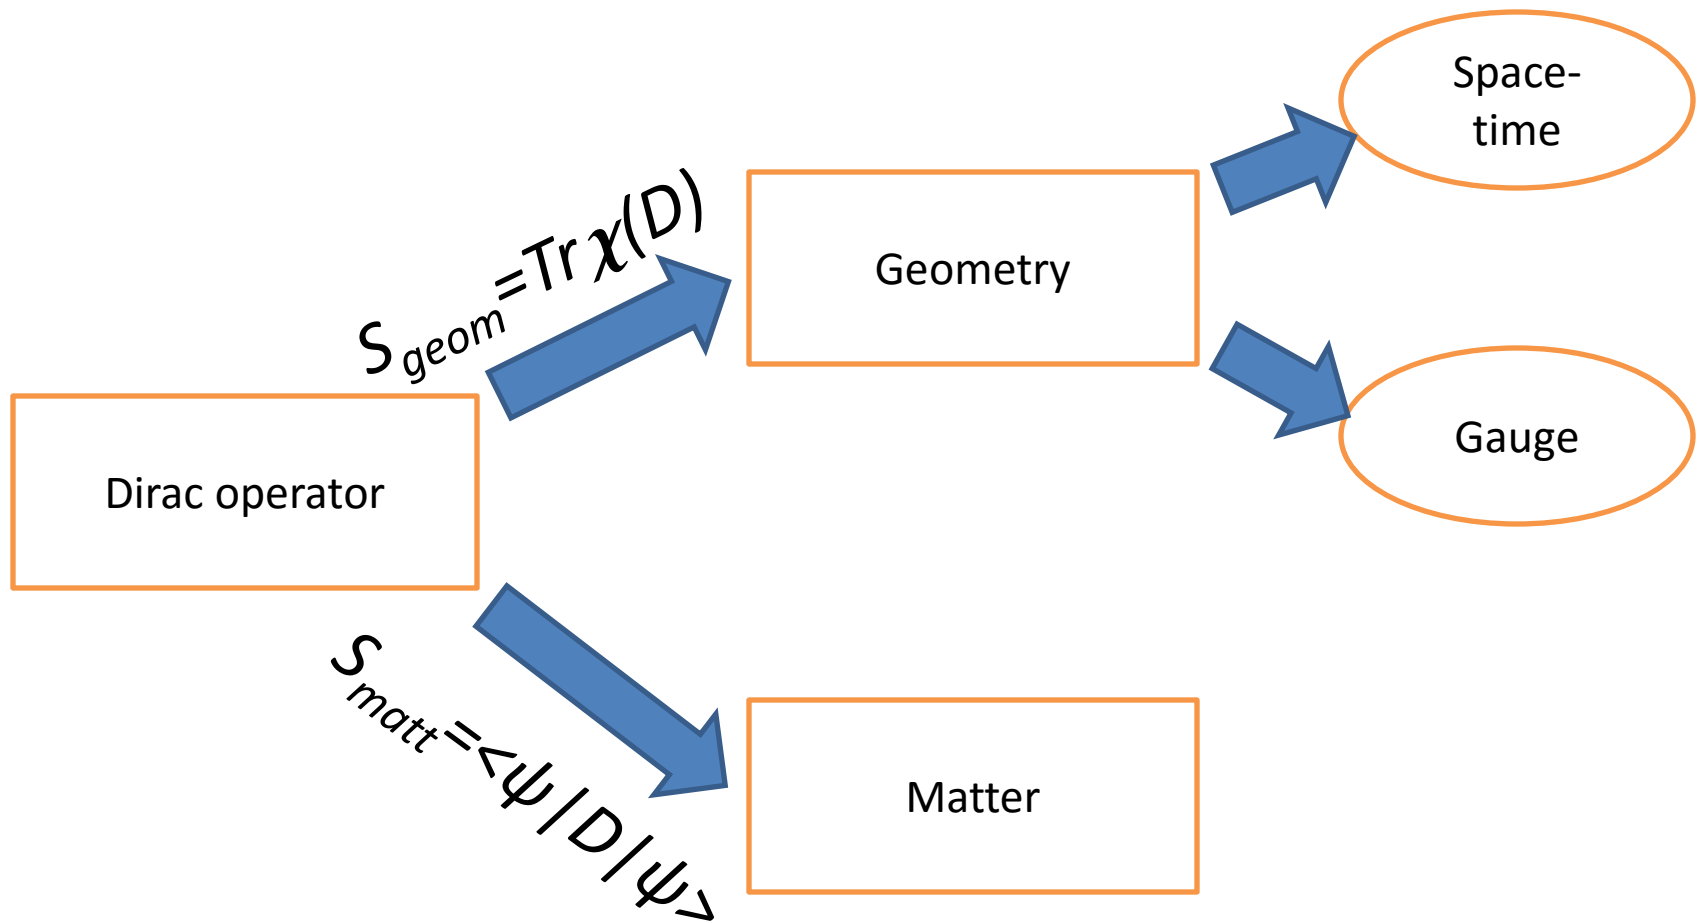 Space-
time
S geom=Tr χ(D)
Geometry
Gauge
Dirac operator
S matt=<ψ|D|ψ>
Matter